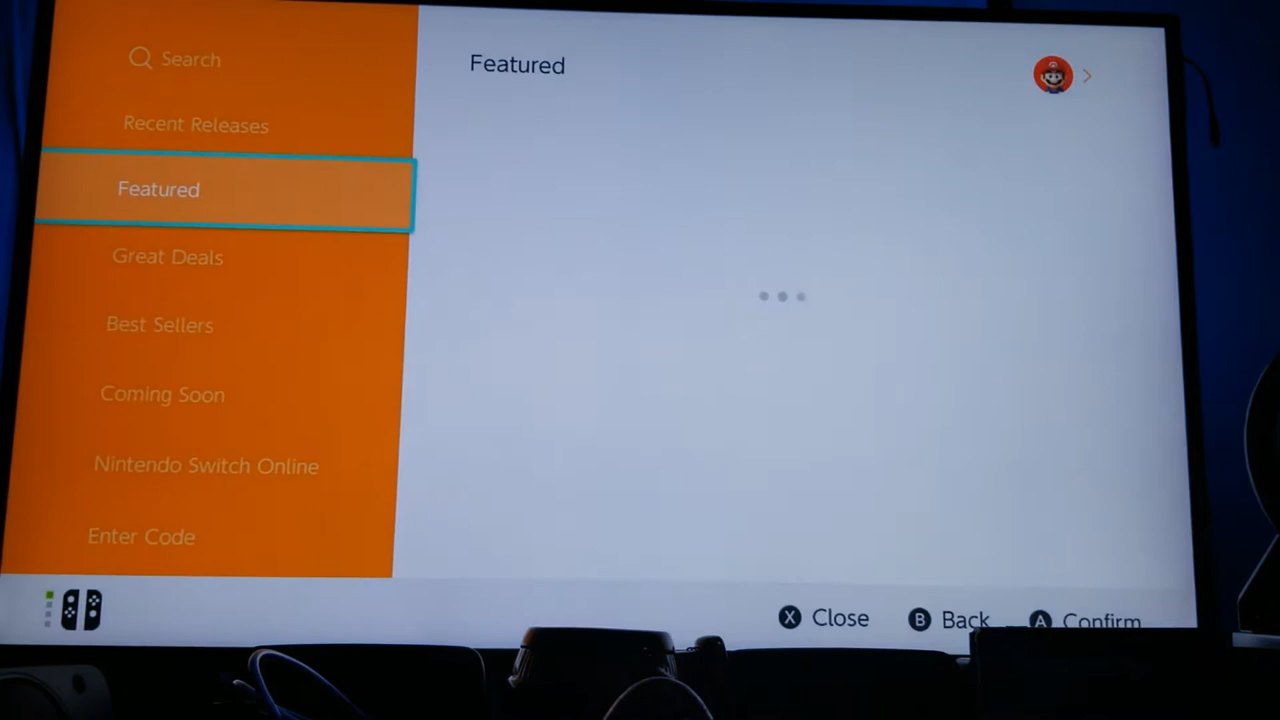 Search
Recent Releases
Featured
Great Deals
Best Sellers
Coming Soon
Nintendo Switch Online
Enter Code
Featured
X Close
B Back
A Confirm